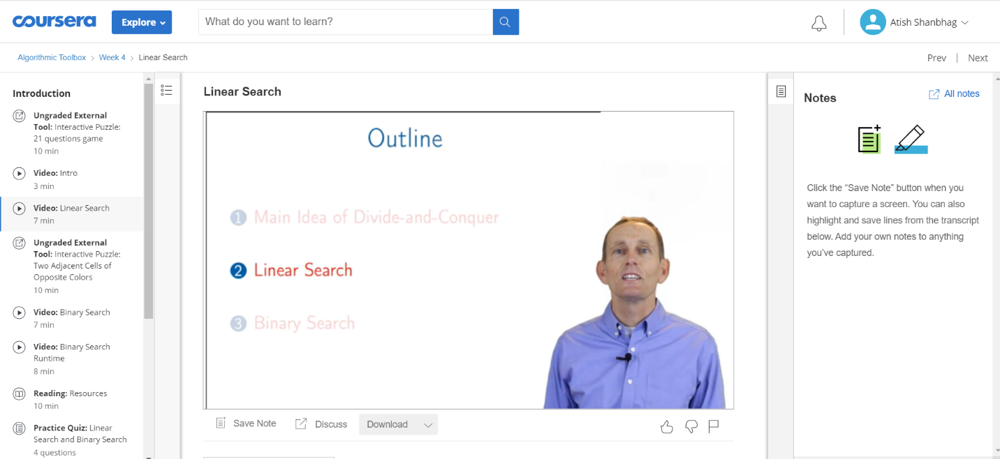 coursera
Explore
What do you want to learn?
Atish Shanbhag
Algorithmic Toolbox > Week 4 > Linear Search
Prev | Next
Introduction
Ungraded External
Tool: Interactive Puzzle:
21 questions game
10 min
Video: Intro
3 min
Video: Linear Search
7 min
Ungraded External
Tool: Interactive Puzzle:
Two Adjacent Cells of
Opposite Colors
10 min
Video: Binary Search
7 min
Video: Binary Search
Runtime
8 min
Reading: Resources
10 min
Practice Quiz: Linear
Search and Binary Search
4 questions
Linear Search
Outline
1 Main Idea of Divide-and-Conquer
2 Linear Search
3 Binary Search
Save Note
Discuss
Download
Notes
All notes
Click the “Save Note” button when you
want to capture a screen. You can also
highlight and save lines from the transcript
below. Add your own notes to anything
you’ve captured.